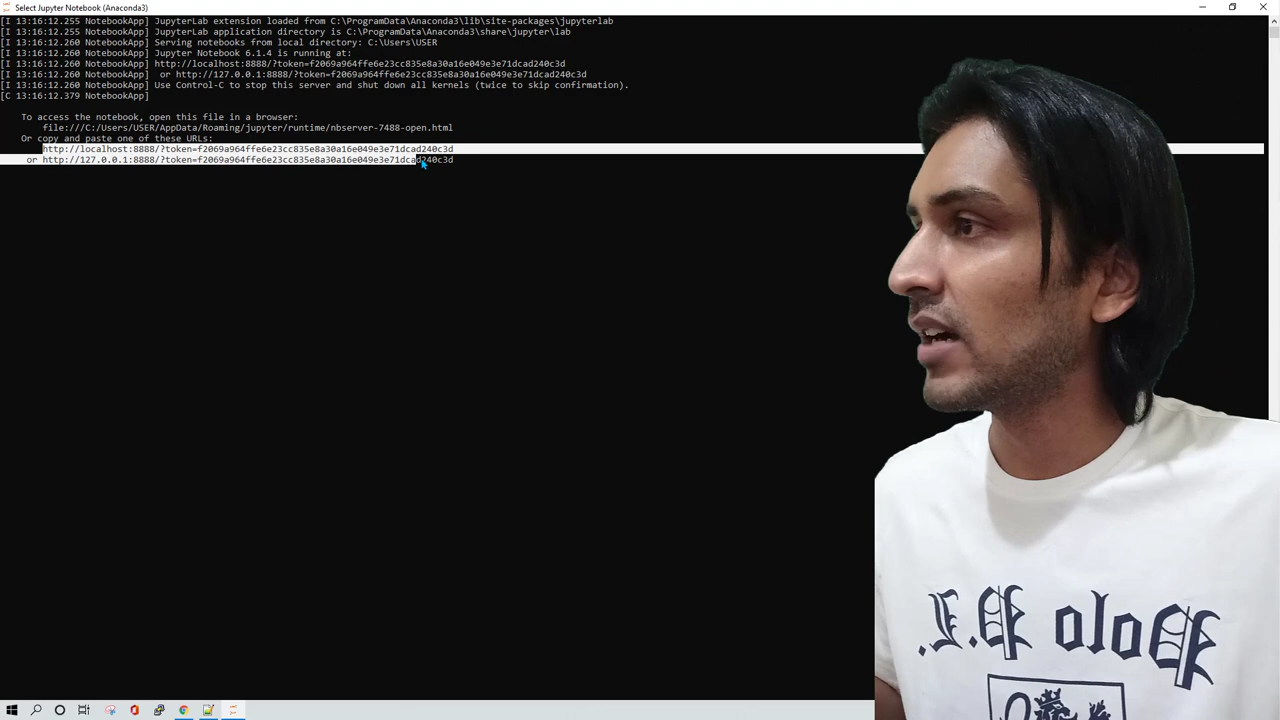 Select Jupyter Notebook (Anaconda3)
[I 13:16:12.255 NotebookApp] JupyterLab extension loaded from C:\ProgramData\Anaconda3\lib\site-packages\jupyterlab
[I 13:16:12.255 NotebookApp] JupyterLab application directory is C:\ProgramData\Anaconda3\share\jupyter\lab
[I 13:16:12.260 NotebookApp] Serving notebooks from local directory: C:\Users\USER
[I 13:16:12.260 NotebookApp] Jupyter Notebook 6.1.4 is running at:
[I 13:16:12.260 NotebookApp] http://localhost:8888/?token=f2069a964ffe6e23cc835e8a30a16e049e3e71dcad240c3d
[I 13:16:12.260 NotebookApp]  or http://127.0.0.1:8888/?token=f2069a964ffe6e23cc835e8a30a16e049e3e71dcad240c3d
[I 13:16:12.260 NotebookApp] Use Control-C to stop this server and shut down all kernels (twice to skip confirmation).
[C 13:16:12.379 NotebookApp]
To access the notebook, open this file in a browser:
file:///C:/Users/USER/AppData/Roaming/jupyter/runtime/nbserver-7488-open.html
Or copy and paste one of these URLs:
http://localhost:8888/?token=f2069a964ffe6e23cc835e8a30a16e049e3e71dcad240c3d
or http://127.0.0.1:8888/?token=f2069a964ffe6e23cc835e8a30a16e049e3e71dcad240c3d
Polo B.I.